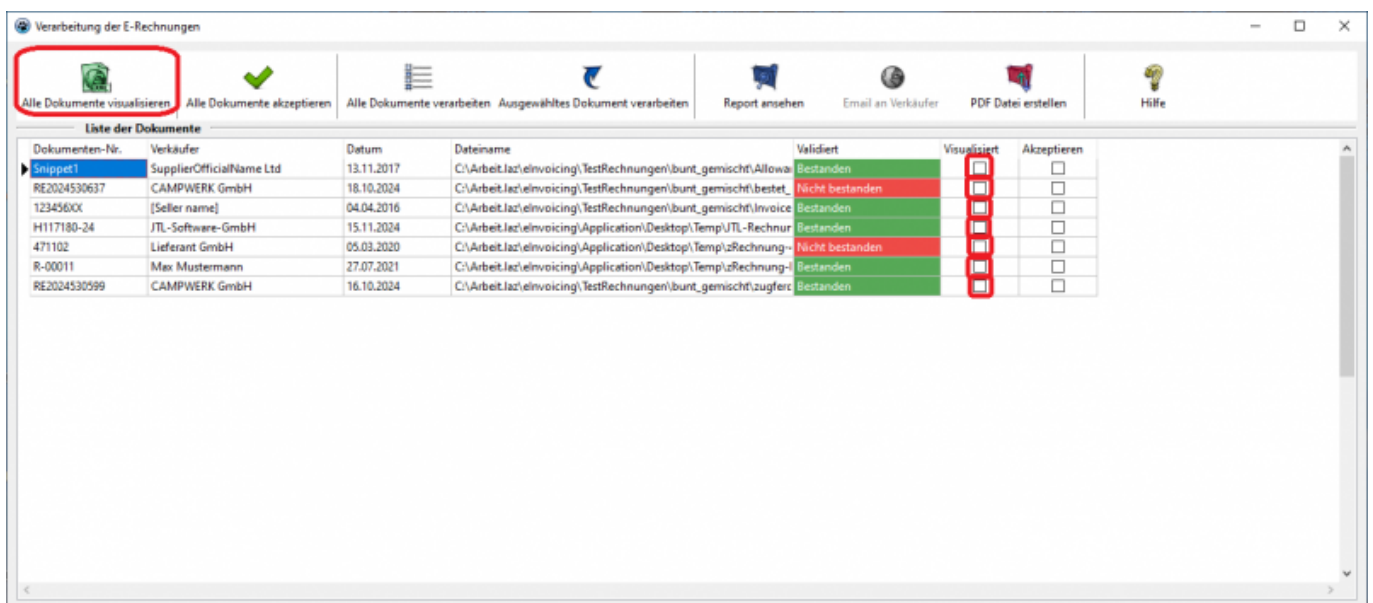 Verarbeitung der E-Rechnungen
Alle Dokumente visualisieren Alle Dokumente akzeptieren Alle Dokumente verarbeiten Ausgewähltes Dokument verarbeiten Report ansehen Email an Verkäufer PDF Datei erstellen Hilfe
Liste der Dokumente
Dokumenten-Nr. Verkäufer Datum Dateiname Validiert Visualisiert Akzeptieren
Snippet1 SupplierOfficialName Ltd 13.11.2017 C:\Arbeit.laz\eInvoicing\TestRechnungen\bunt_gemischt\Allowa Bestanden
RE2024530637 CAMPWERK GmbH 18.10.2024 C:\Arbeit.laz\eInvoicing\TestRechnungen\bunt_gemischt\bestet_ Nicht bestanden
123456XX [Seller name] 04.04.2016 C:\Arbeit.laz\eInvoicing\TestRechnungen\bunt_gemischt\Invoice Bestanden
H117180-24 JTL-Software-GmbH 15.11.2024 C:\Arbeit.laz\eInvoicing\Application\Desktop\Temp\JTL-Rechnur Bestanden
471102 Lieferant GmbH 05.03.2020 C:\Arbeit.laz\eInvoicing\Application\Desktop\Temp\zRechnung-- Nicht bestanden
R-00011 Max Mustermann 27.07.2021 C:\Arbeit.laz\eInvoicing\Application\Desktop\Temp\zRechnung-I Bestanden
RE2024530599 CAMPWERK GmbH 16.10.2024 C:\Arbeit.laz\eInvoicing\TestRechnungen\bunt_gemischt\zugferc Bestanden